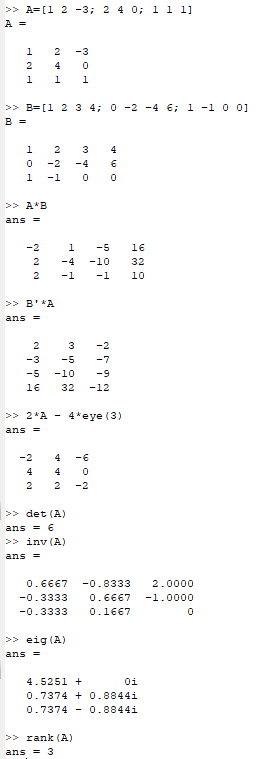 >> A=[1 2 -3; 2 4 0; 1 1 1]
A =
1 2 -3
2 4 0
1 1 1
>> B=[1 2 3 4; 0 -2 -4 6; 1 -1 0 0]
B =
1 2 3 4
0 -2 -4 6
1 -1 0 0
>> A*B
ans =
-2 1 -5 16
2 -4 -10 32
2 -1 -1 10
>> B'*A
ans =
2 3 -2
-3 -5 -7
-5 -10 -9
16 32 -12
>> 2*A - 4*eye(3)
ans =
-2 4 -6
4 4 0
2 2 -2
>> det(A)
ans = 6
>> inv(A)
ans =
0.6667 -0.8333 2.0000
-0.3333 0.6667 -1.0000
-0.3333 0.1667 0
>> eig(A)
ans =
4.5251 + 0i
0.7374 + 0.8844i
0.7374 - 0.8844i
>> rank(A)
ans = 3